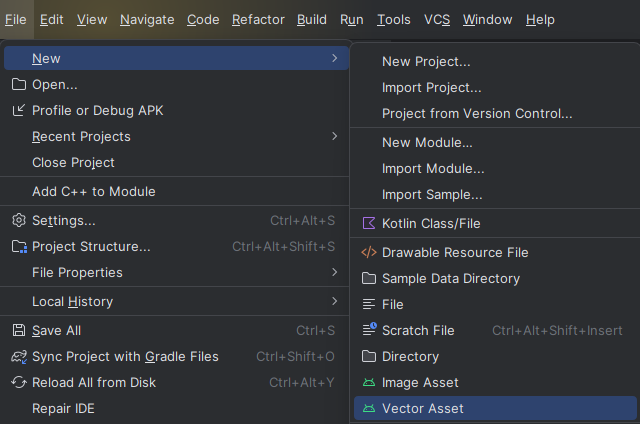 File Edit View Navigate Code Refactor Build Run Tools VCS Window Help
New
Open...
Profile or Debug APK
Recent Projects
Close Project
Add C++ to Module
Settings... Ctrl+Alt+S
Project Structure... Ctrl+Alt+Shift+S
File Properties
Local History
Save All Ctrl+S
Sync Project with Gradle Files Ctrl+Shift+O
Reload All from Disk Ctrl+Alt+Y
Repair IDE
New Project...
Import Project...
Project from Version Control...
New Module...
Import Module...
Import Sample...
Kotlin Class/File
Drawable Resource File
Sample Data Directory
File
Scratch File Ctrl+Alt+Shift+Insert
Directory
Image Asset
Vector Asset